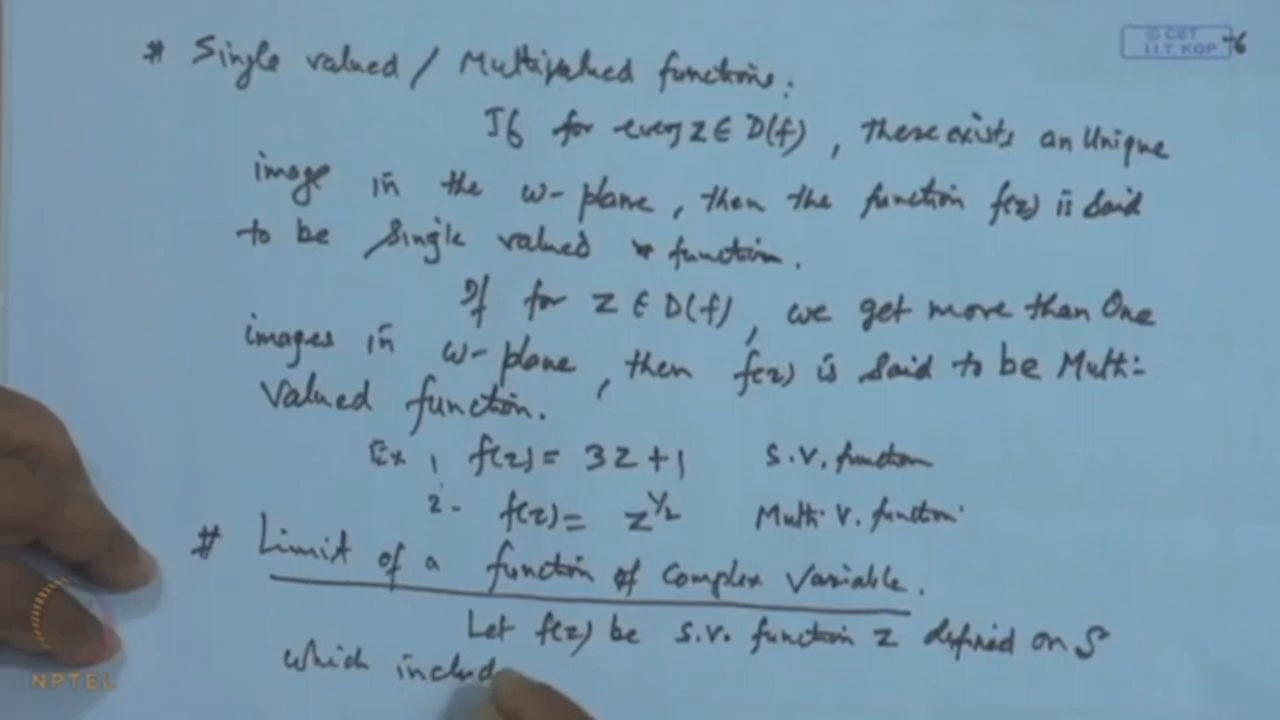 © CET
I.I.T. KGP
# Single valued / Multivalued functions:
If for every z ∈ D(f), there exists an Unique
image in the w-plane, then the function f(z) is said
to be single valued function.
If for z ∈ D(f), we get more than One
images in w-plane, then f(z) is said to be Multi-
valued function.
Ex 1 f(z) = 3z+1 S.V. function
2. f(z) = z^1/2 Multi. V. function
# Limit of a function of Complex Variable.
Let f(z) be S.V. function z defined on S
which includ
NPTEL